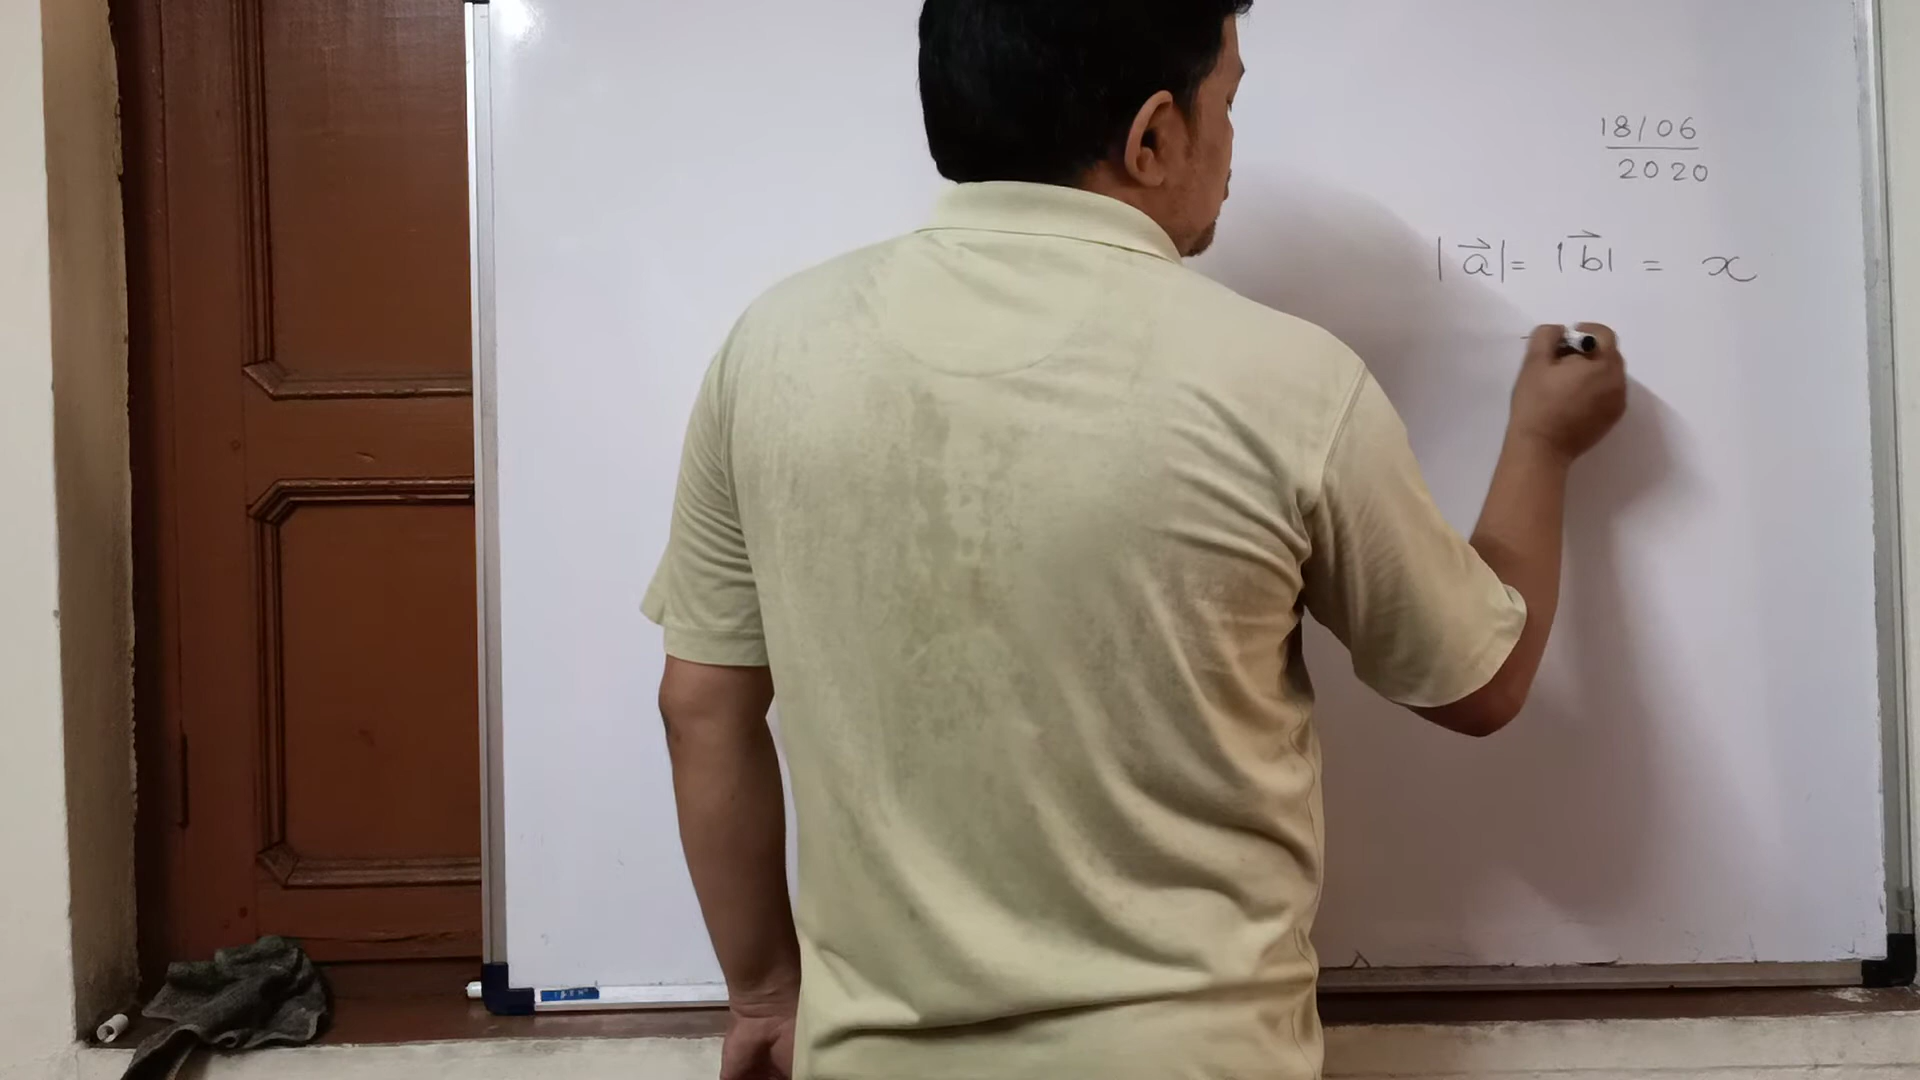 18/06
2020
|a⃗| = |b⃗| = x